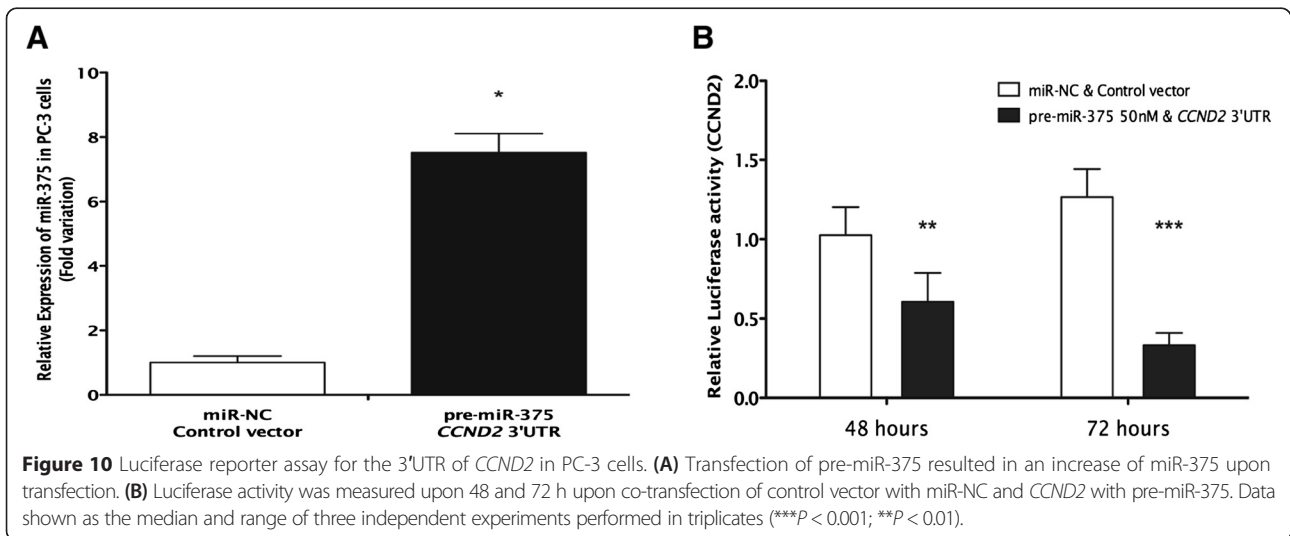 A
Relative Expression of miR-375 in PC-3 cells
(Fold variation)
10
8
6
4
2
0
*
miR-NC
Control vector
pre-miR-375
CCND2 3'UTR
B
Relative Luciferase activity (CCND2)
2.0
1.5
1.0
0.5
0.0
miR-NC & Control vector
pre-miR-375 50nM & CCND2 3'UTR
**
***
48 hours
72 hours
Figure 10 Luciferase reporter assay for the 3'UTR of CCND2 in PC-3 cells. (A) Transfection of pre-miR-375 resulted in an increase of miR-375 upon
transfection. (B) Luciferase activity was measured upon 48 and 72 h upon co-transfection of control vector with miR-NC and CCND2 with pre-miR-375. Data
shown as the median and range of three independent experiments performed in triplicates (***P < 0.001; **P < 0.01).